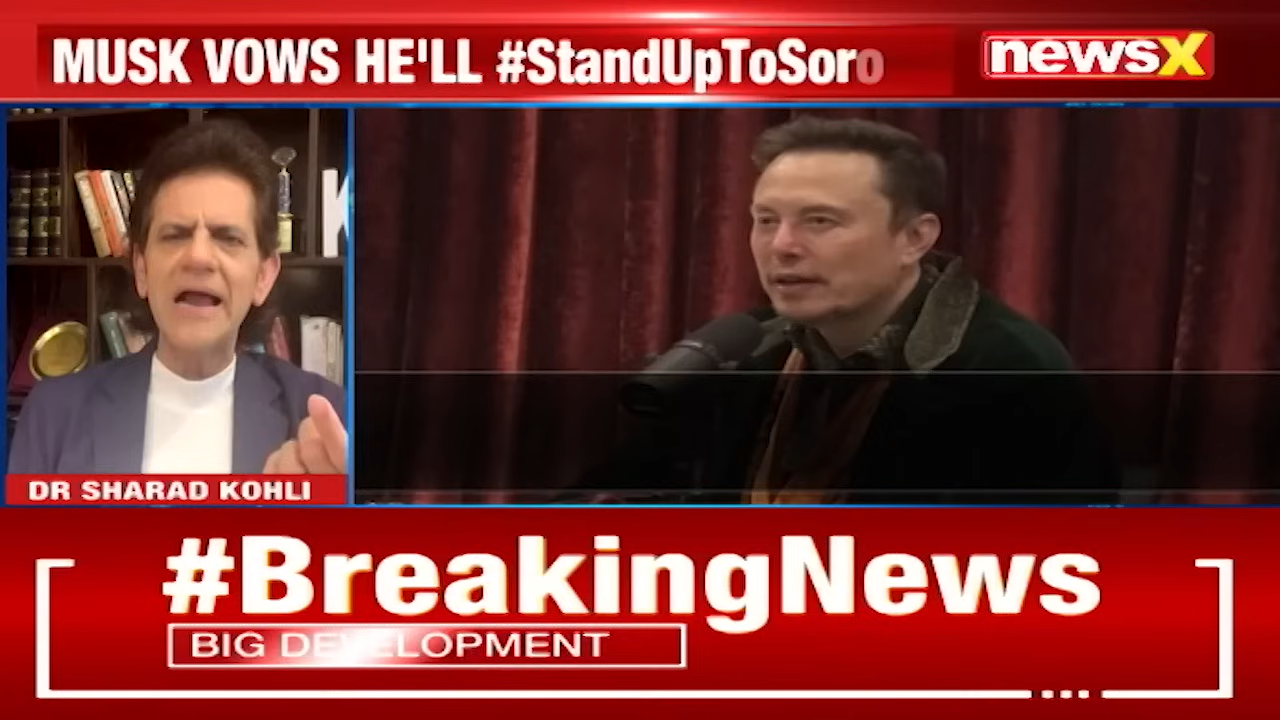 MUSK VOWS HE'LL #StandUpToSoro
newsX
K
DR SHARAD KOHLI
#BreakingNews
BIG DEVELOPMENT